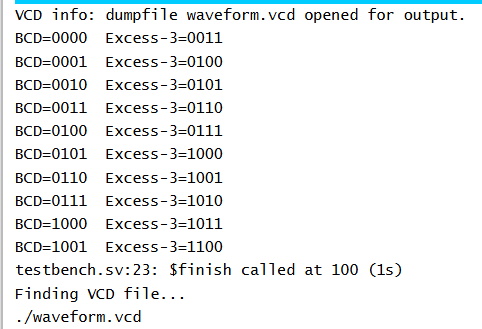 VCD info: dumpfile waveform.vcd opened for output.
BCD=0000  Excess-3=0011
BCD=0001  Excess-3=0100
BCD=0010  Excess-3=0101
BCD=0011  Excess-3=0110
BCD=0100  Excess-3=0111
BCD=0101  Excess-3=1000
BCD=0110  Excess-3=1001
BCD=0111  Excess-3=1010
BCD=1000  Excess-3=1011
BCD=1001  Excess-3=1100
testbench.sv:23: $finish called at 100 (1s)
Finding VCD file...
./waveform.vcd